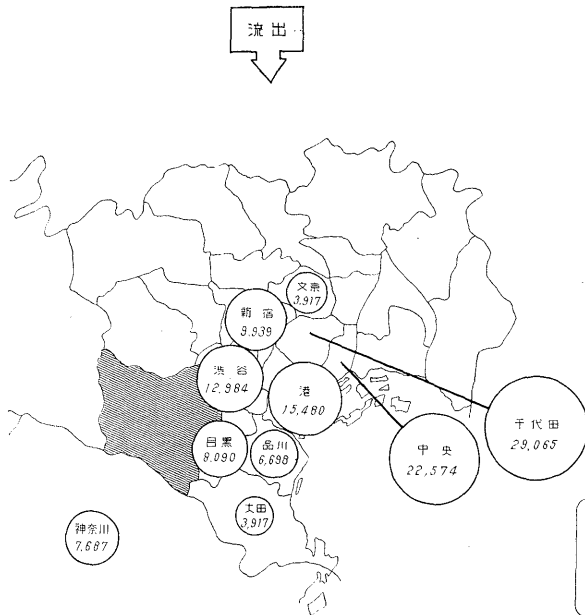 流出
文京
3,917
新宿
9,939
渋谷
12,984
港
15,480
千代田
29,065
中央
22,574
目黒
8,090
品川
6,698
大田
3,917
神奈川
7,687